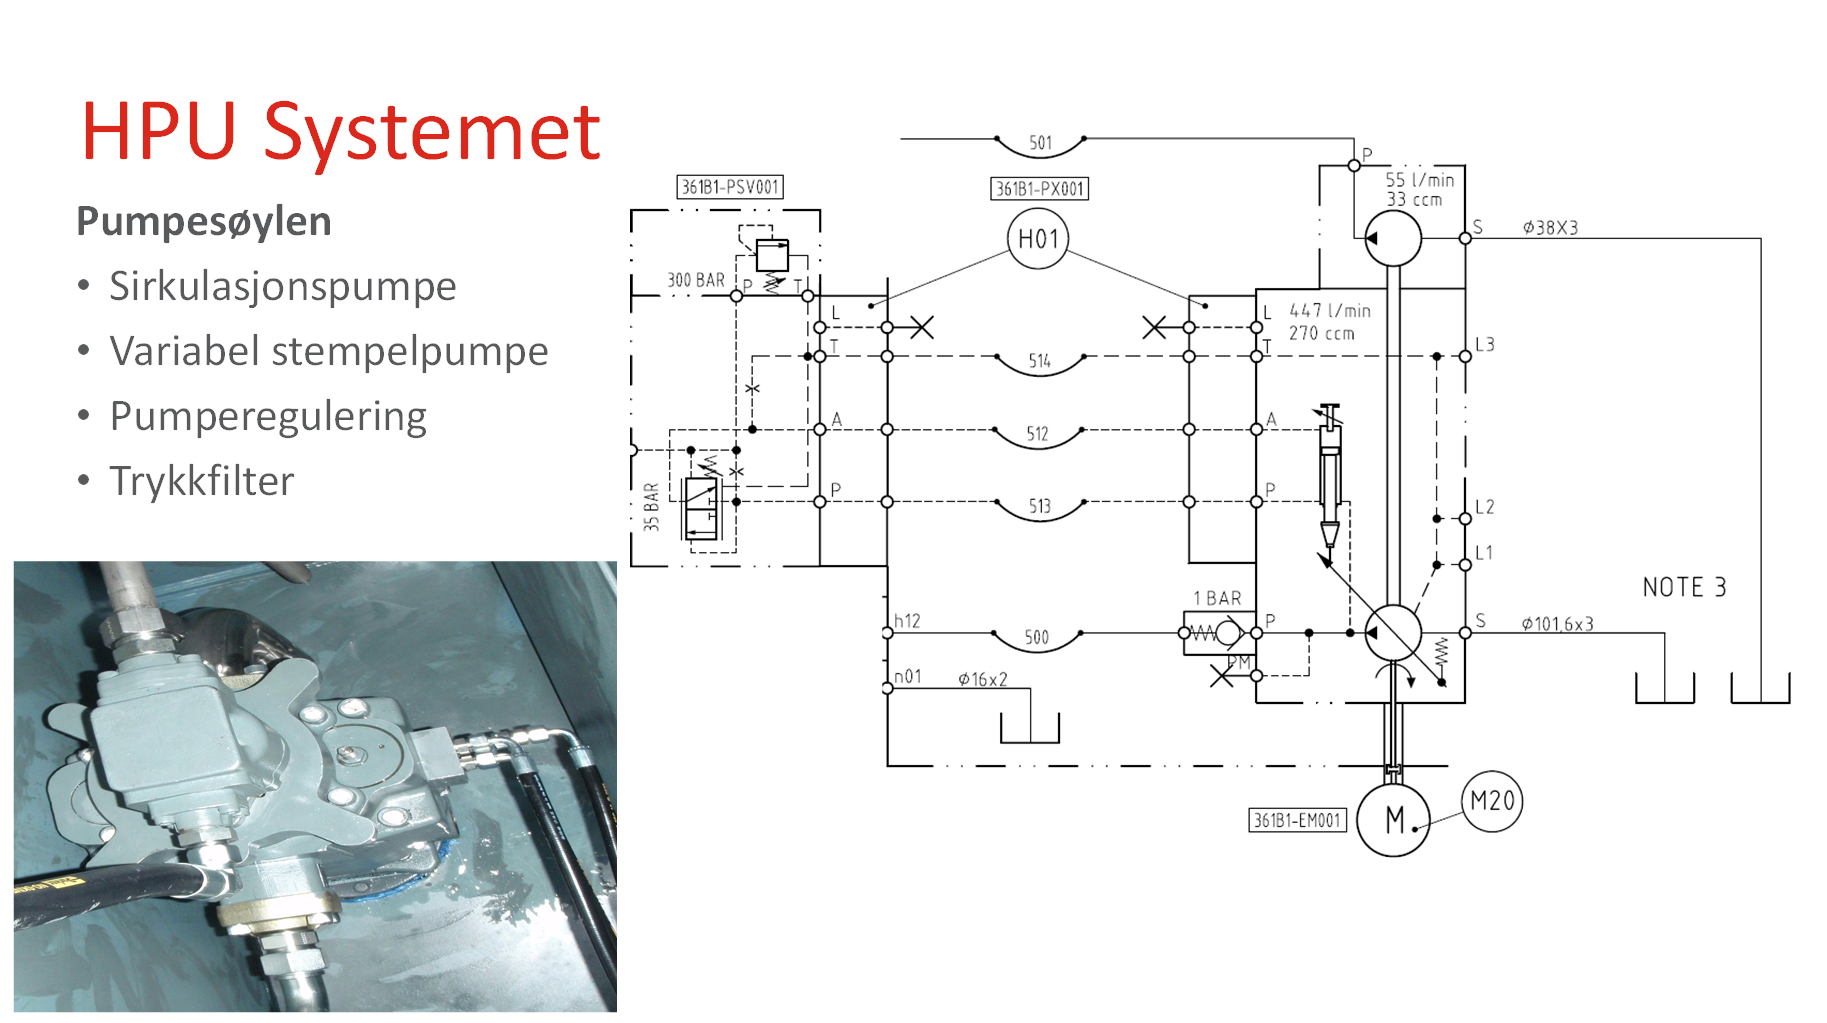 HPU Systemet
Pumpesøylen
• Sirkulasjonspumpe
• Variabel stempelpumpe
• Pumperegulering
• Trykkfilter
501
P
361B1-PSV001
361B1-PX001
55 l/min
33 ccm
H01
S
Ø38X3
300 BAR
P
T
L
L
447 l/min
270 ccm
T
514
T
L3
A
512
A
P
513
P
35 BAR
L2
L1
NOTE 3
1 BAR
h12
500
P
S
Ø101,6x3
PM
n01
Ø16x2
361B1-EM001
M
M20